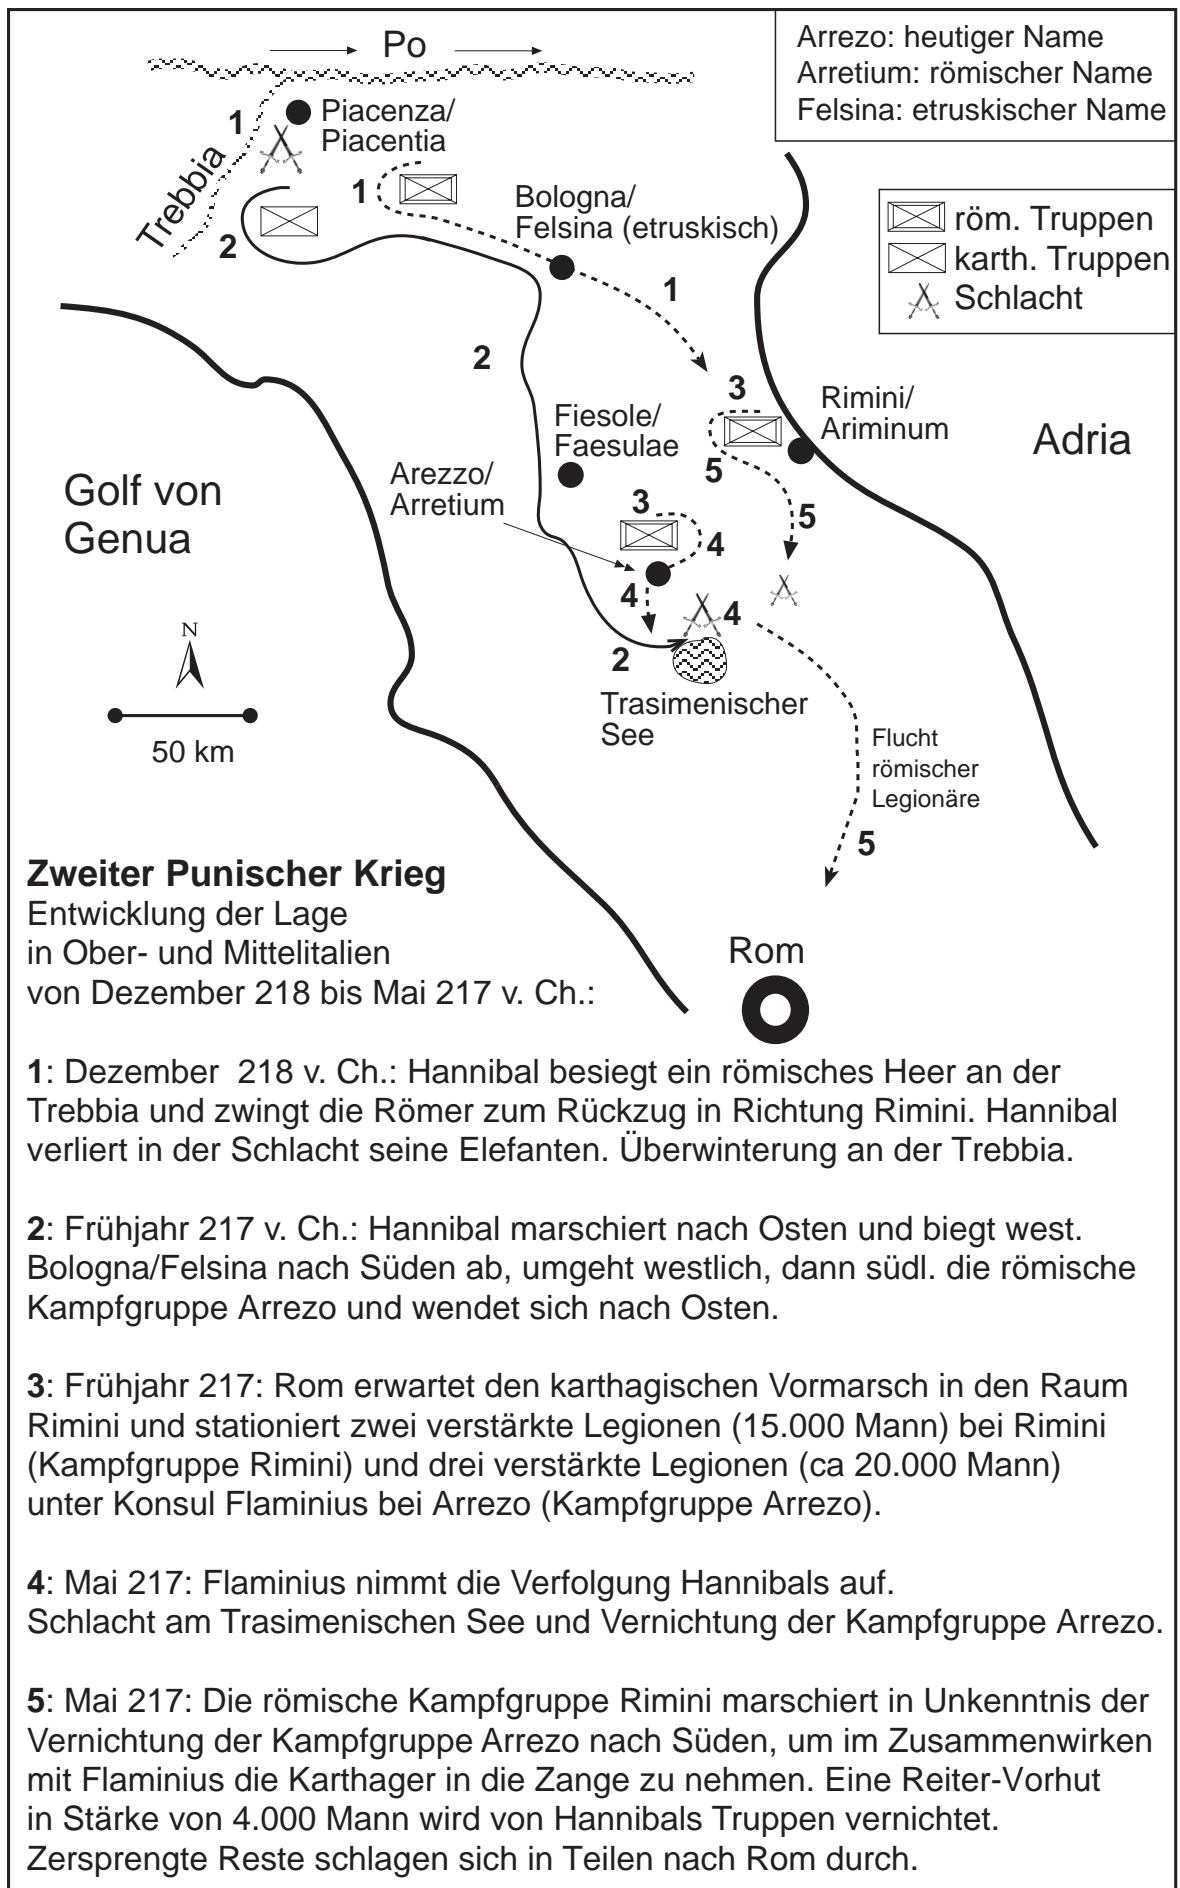 Po
Arrezo: heutiger Name
Arretium: römischer Name
Felsina: etruskischer Name
1
Piacenza/
Piacentia
Trebbia
1
2
Bologna/
Felsina (etruskisch)
röm. Truppen
karth. Truppen
Schlacht
1
2
3
Rimini/
Ariminum
Adria
Fiesole/
Faesulae
5
Arezzo/
Arretium
Golf von
Genua
3
5
4
4
4
N
2
Trasimenischer
See
50 km
Flucht
römischer
Legionäre
5
Zweiter Punischer Krieg
Entwicklung der Lage
in Ober- und Mittelitalien
von Dezember 218 bis Mai 217 v. Ch.:
Rom
1: Dezember  218 v. Ch.: Hannibal besiegt ein römisches Heer an der
Trebbia und zwingt die Römer zum Rückzug in Richtung Rimini. Hannibal
verliert in der Schlacht seine Elefanten. Überwinterung an der Trebbia.
2: Frühjahr 217 v. Ch.: Hannibal marschiert nach Osten und biegt west.
Bologna/Felsina nach Süden ab, umgeht westlich, dann südl. die römische
Kampfgruppe Arrezo und wendet sich nach Osten.
3: Frühjahr 217: Rom erwartet den karthagischen Vormarsch in den Raum
Rimini und stationiert zwei verstärkte Legionen (15.000 Mann) bei Rimini
(Kampfgruppe Rimini) und drei verstärkte Legionen (ca 20.000 Mann)
unter Konsul Flaminius bei Arrezo (Kampfgruppe Arrezo).
4: Mai 217: Flaminius nimmt die Verfolgung Hannibals auf.
Schlacht am Trasimenischen See und Vernichtung der Kampfgruppe Arrezo.
5: Mai 217: Die römische Kampfgruppe Rimini marschiert in Unkenntnis der
Vernichtung der Kampfgruppe Arrezo nach Süden, um im Zusammenwirken
mit Flaminius die Karthager in die Zange zu nehmen. Eine Reiter-Vorhut
in Stärke von 4.000 Mann wird von Hannibals Truppen vernichtet.
Zersprengte Reste schlagen sich in Teilen nach Rom durch.